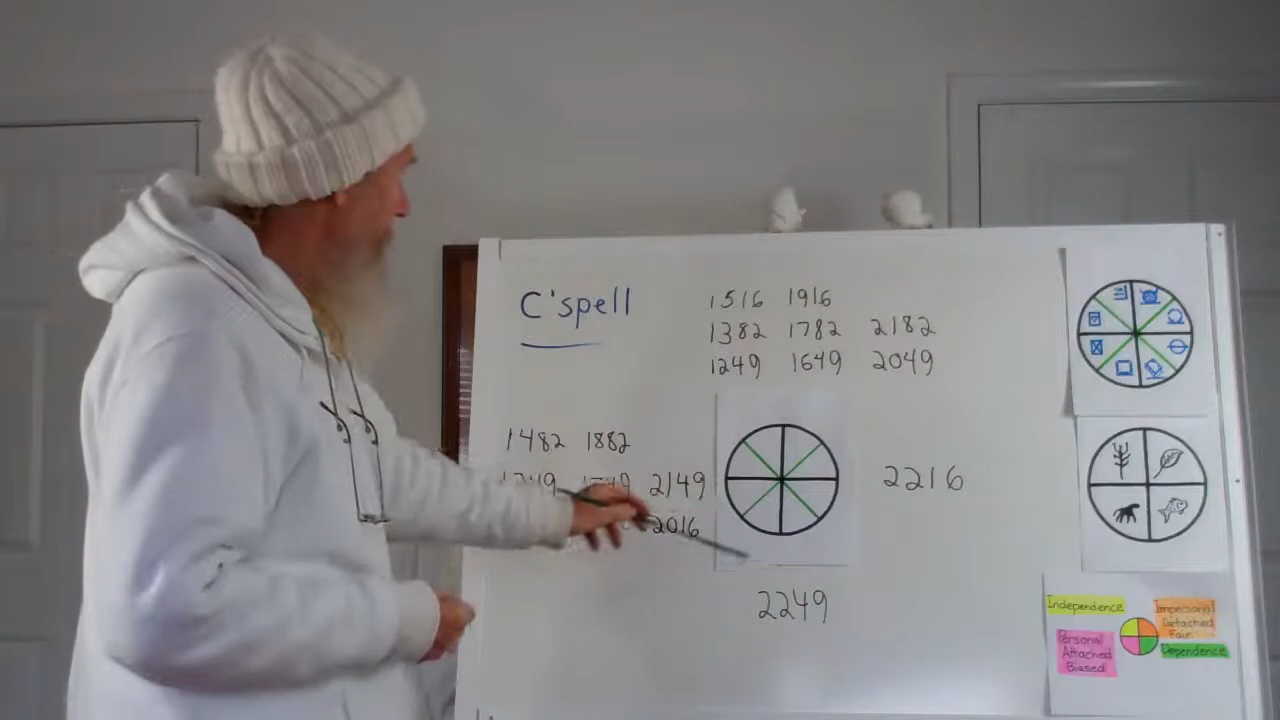 C'spell
1516 1916
1382 1782 2182
1249 1649 2049
1482 1882
2149
2016
2216
2249
Independence
Impersonal
Detached
Fair
Personal
Attached
Biased
Dependence